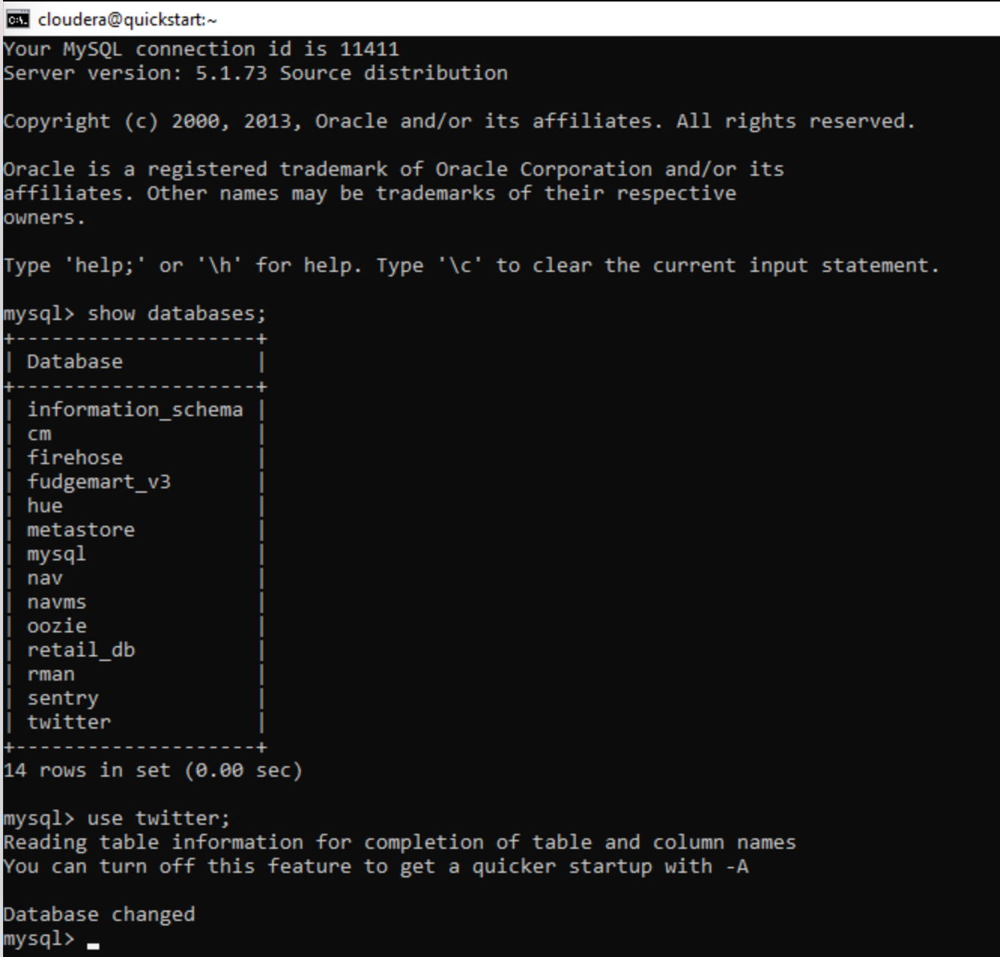 cloudera@quickstart:~
Your MySQL connection id is 11411
Server version: 5.1.73 Source distribution
Copyright (c) 2000, 2013, Oracle and/or its affiliates. All rights reserved.
Oracle is a registered trademark of Oracle Corporation and/or its
affiliates. Other names may be trademarks of their respective
owners.
Type 'help;' or '\h' for help. Type '\c' to clear the current input statement.
mysql> show databases;
+--------------------+
| Database           |
+--------------------+
| information_schema |
| cm                 |
| firehose           |
| fudgemart_v3       |
| hue                |
| metastore          |
| mysql              |
| nav                |
| navms              |
| oozie              |
| retail_db          |
| rman               |
| sentry             |
| twitter            |
+--------------------+
14 rows in set (0.00 sec)
mysql> use twitter;
Reading table information for completion of table and column names
You can turn off this feature to get a quicker startup with -A
Database changed
mysql> _